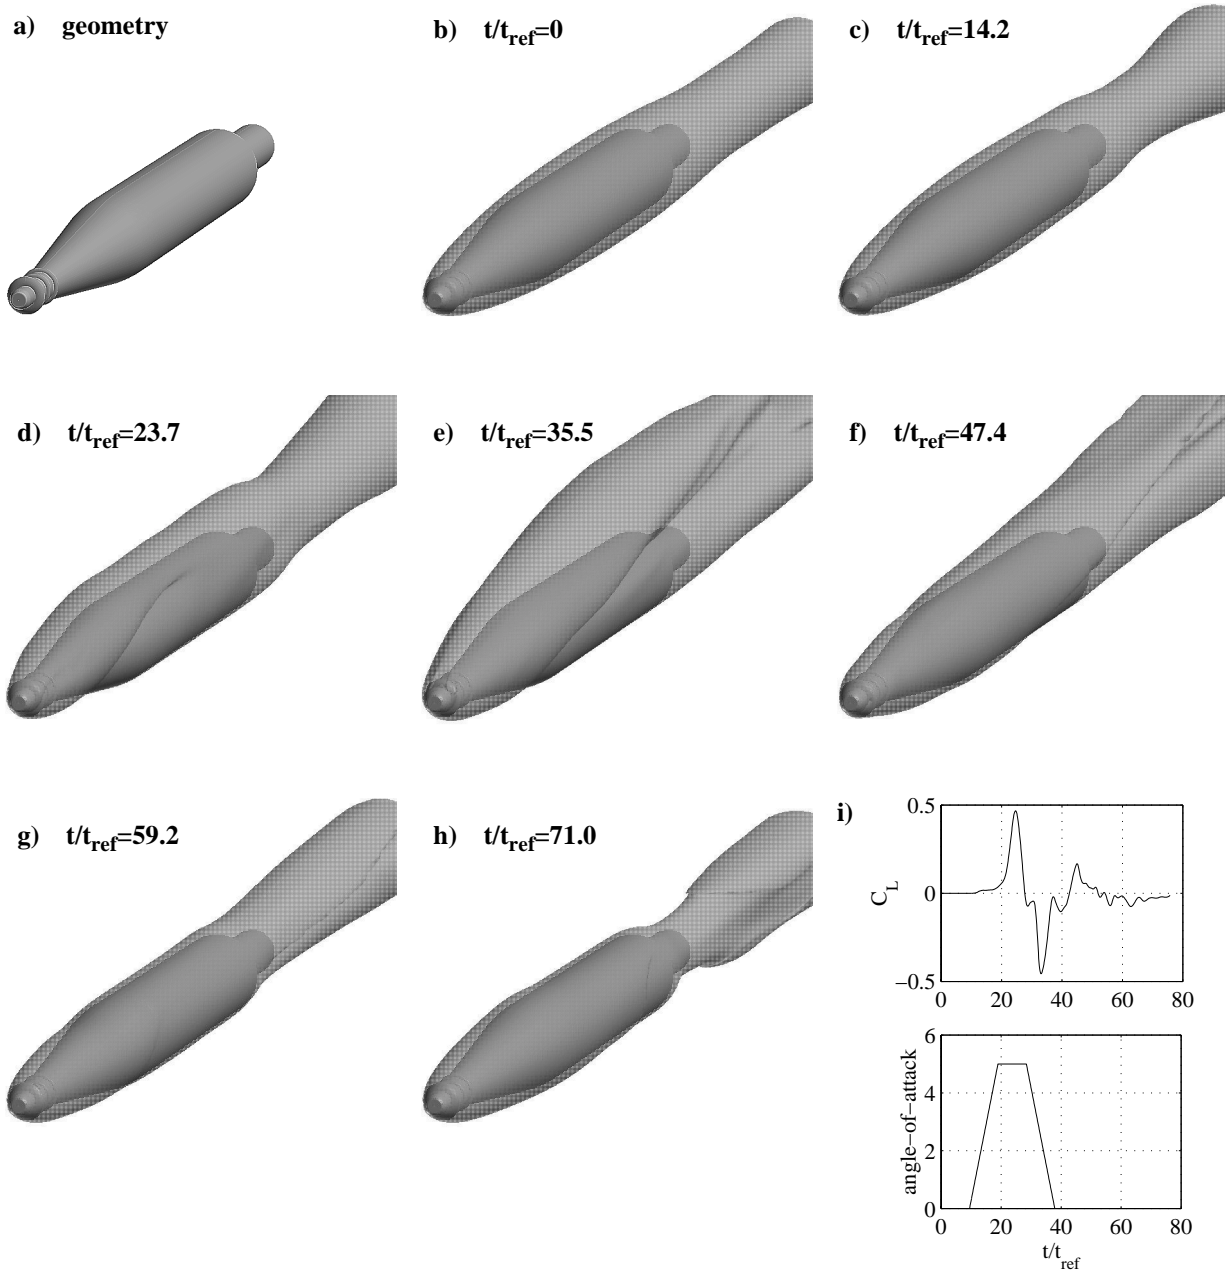 a) geometry
b) t/tref=0
c) t/tref=14.2
d) t/tref=23.7
e) t/tref=35.5
f) t/tref=47.4
g) t/tref=59.2
h) t/tref=71.0
i)
0.5
0
−0.5
CL
0 20 40 60 80
6
4
2
0
angle−of−attack
0 20 40 60 80
t/tref